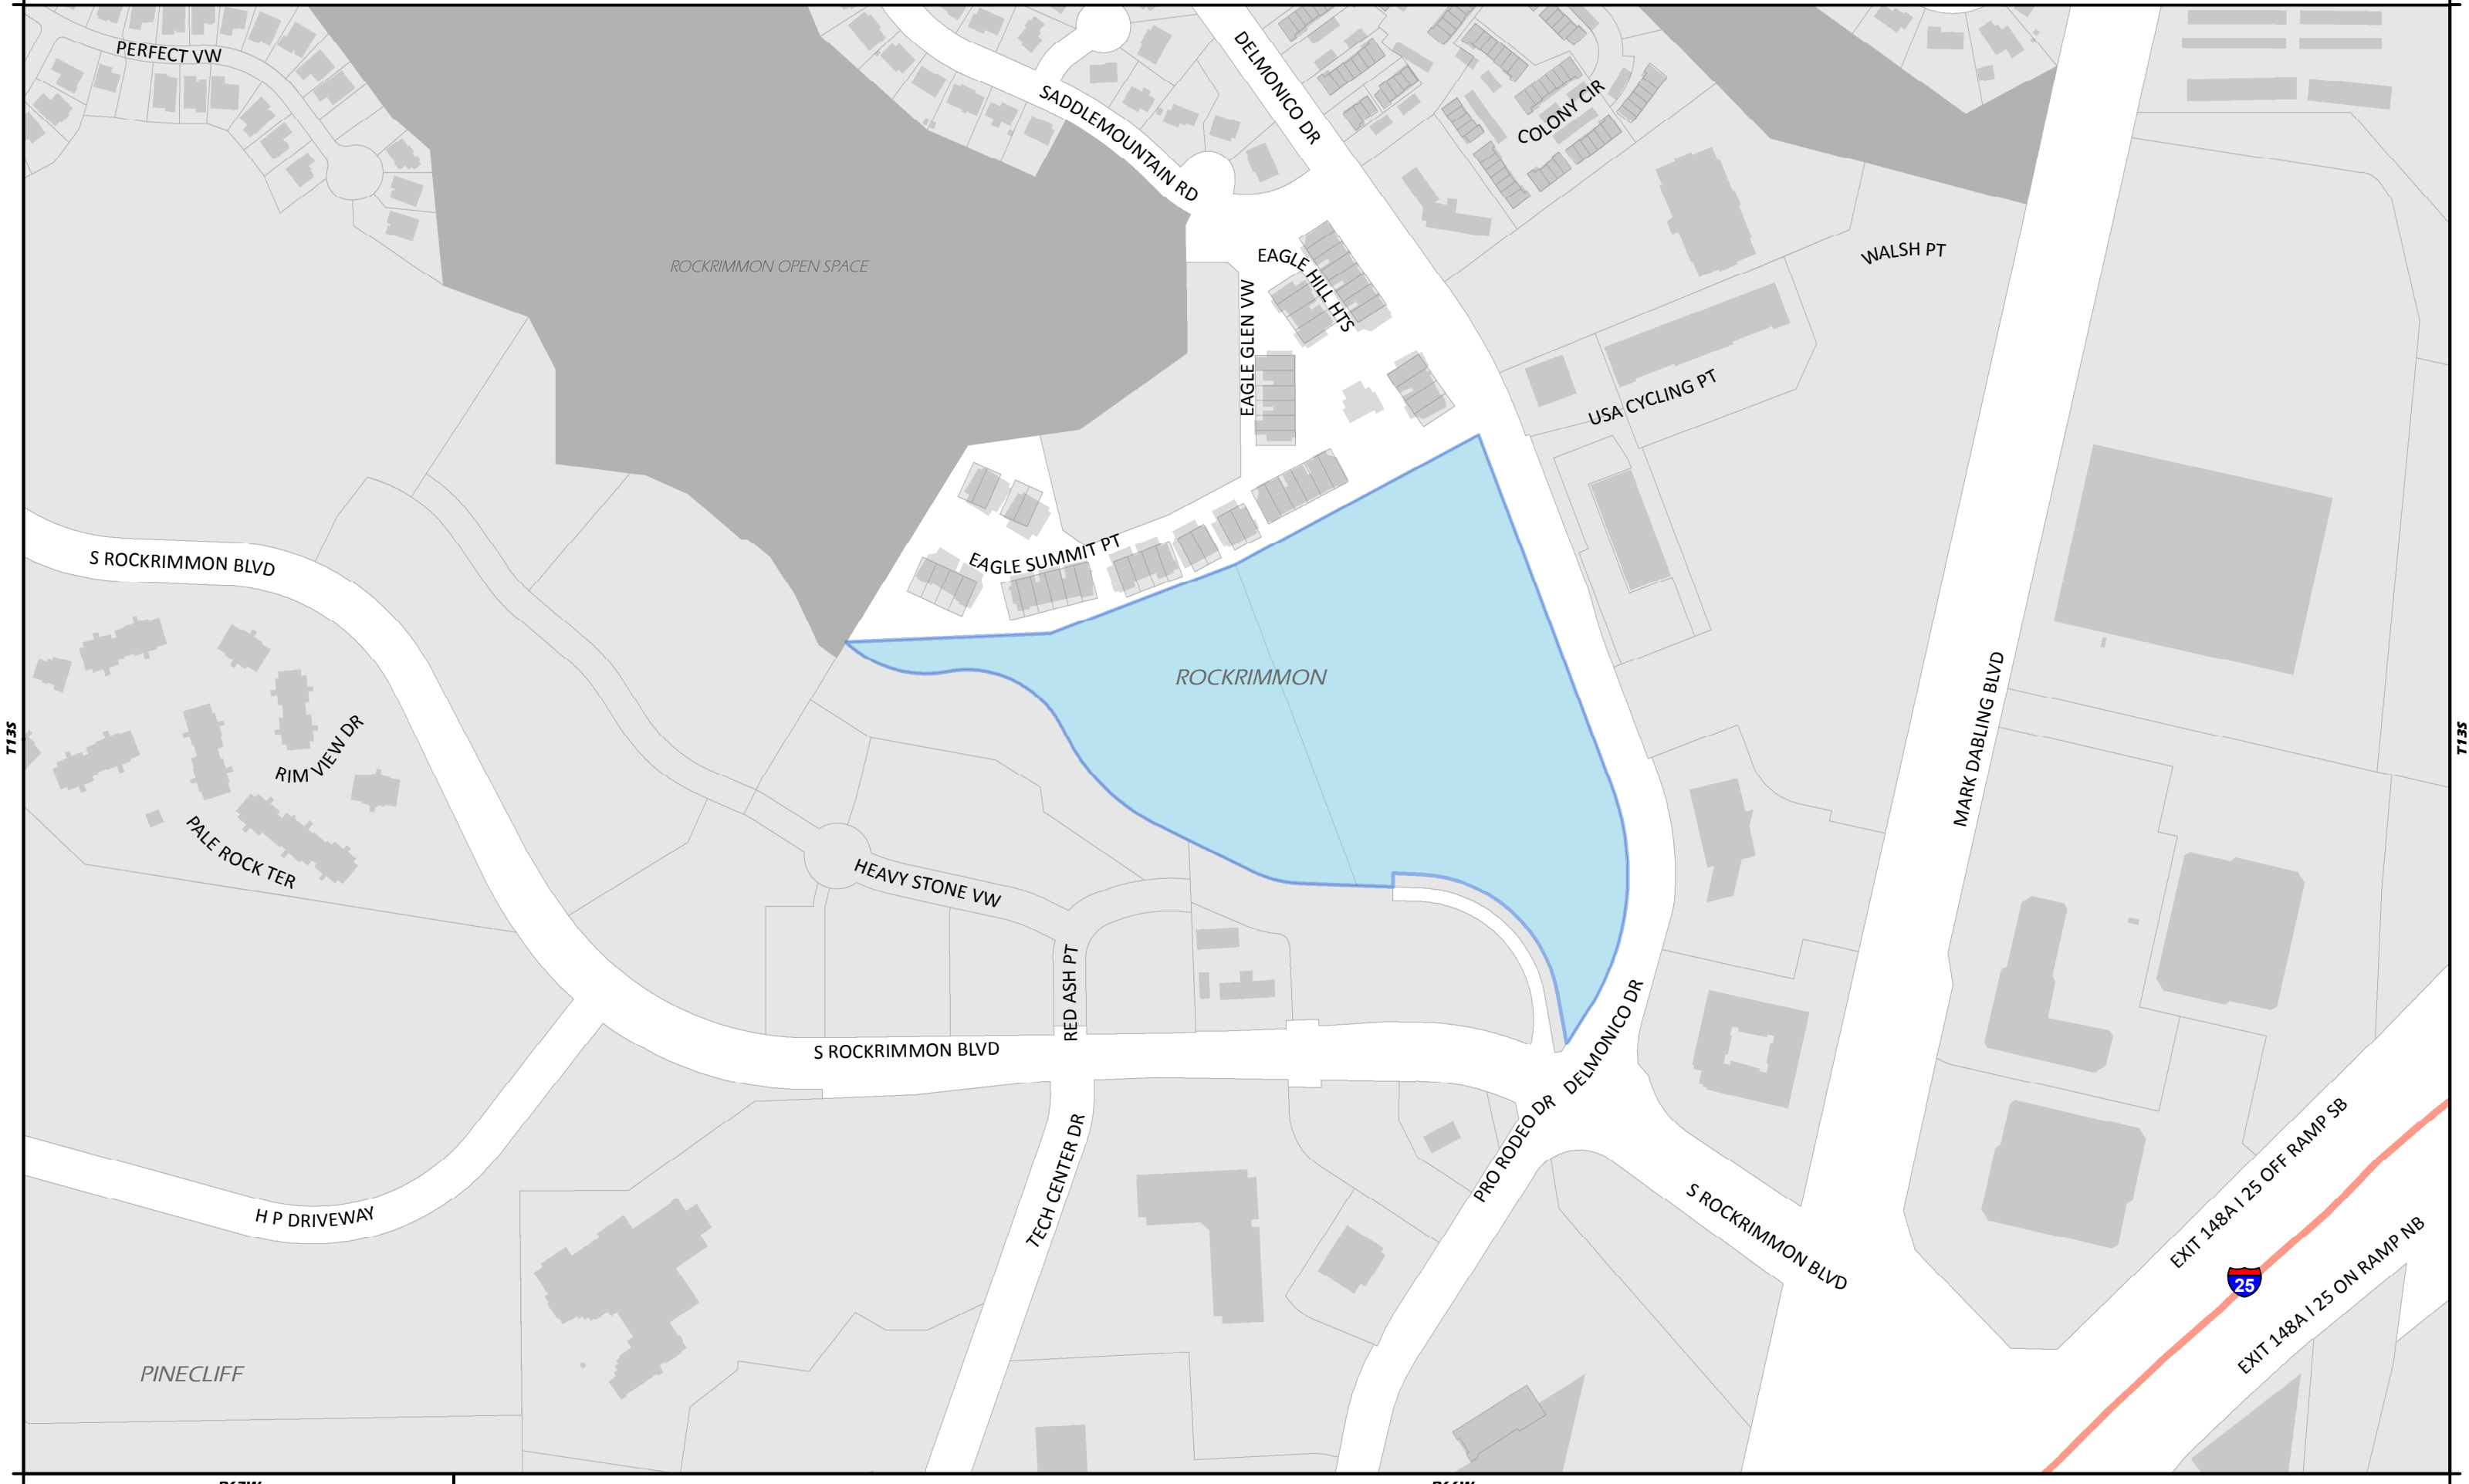 PERFECT VW
DELMONICO DR
SADDLEMOUNTAIN RD
COLONY CIR
ROCKRIMMON OPEN SPACE
EAGLE HILL HTS
WALSH PT
EAGLE GLEN VW
USA CYCLING PT
S ROCKRIMMON BLVD
EAGLE SUMMIT PT
ROCKRIMMON
T13S
T13S
RIM VIEW DR
MARK DABLING BLVD
PALE ROCK TER
HEAVY STONE VW
RED ASH PT
S ROCKRIMMON BLVD
DELMONICO DR
PRO RODEO DR
TECH CENTER DR
H P DRIVEWAY
S ROCKRIMMON BLVD
EXIT 148A I 25 OFF RAMP SB
25
EXIT 148A I 25 ON RAMP NB
PINECLIFF